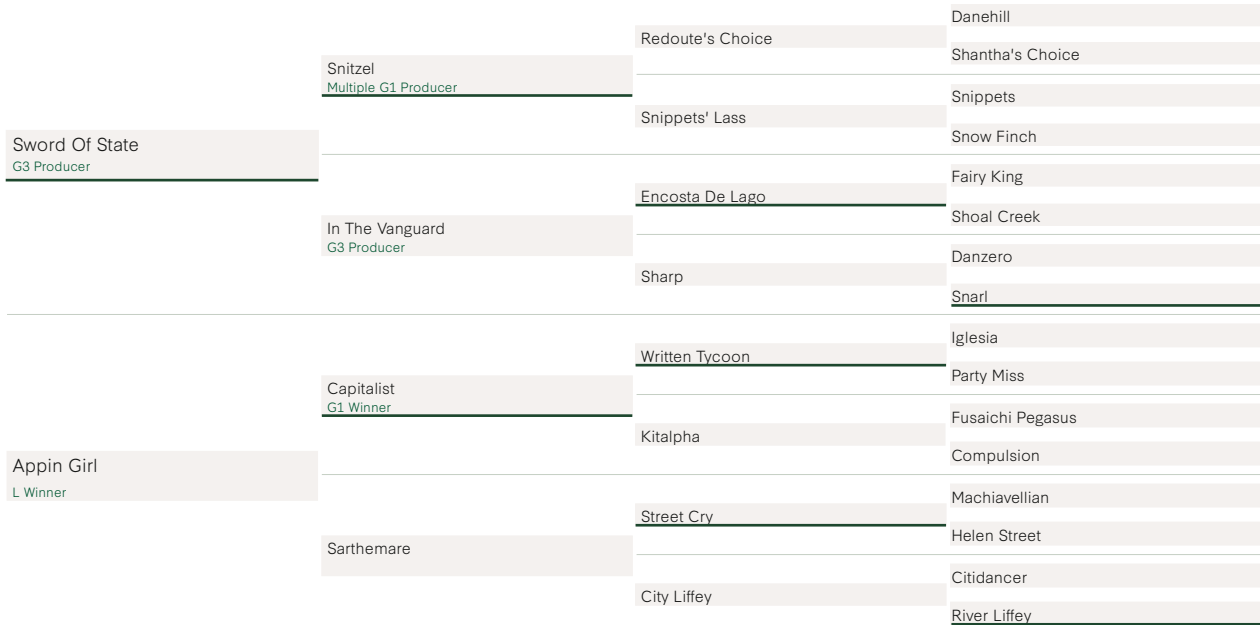 Danehill
Redoute's Choice
Shantha's Choice
Snitzel
Multiple G1 Producer
Snippets
Snippets' Lass
Snow Finch
Sword Of State
G3 Producer
Fairy King
Encosta De Lago
Shoal Creek
In The Vanguard
G3 Producer
Danzero
Sharp
Snarl
Iglesia
Written Tycoon
Party Miss
Capitalist
G1 Winner
Fusaichi Pegasus
Kitalpha
Compulsion
Appin Girl
L Winner
Machiavellian
Street Cry
Helen Street
Sarthemare
Citidancer
City Liffey
River Liffey